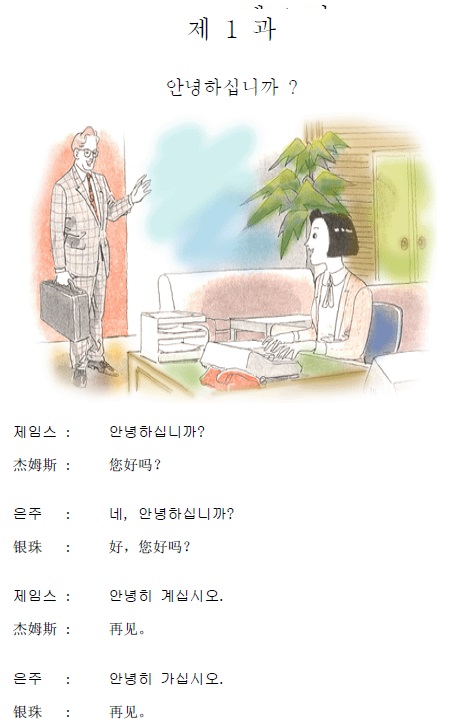 제 1 과
안녕하십니까 ?
제임스 : 안녕하십니까?
杰姆斯 : 您好吗？
은주 : 네, 안녕하십니까?
银珠 : 好，您好吗？
제임스 : 안녕히 계십시오.
杰姆斯 : 再见。
은주 : 안녕히 가십시오.
银珠 : 再见。